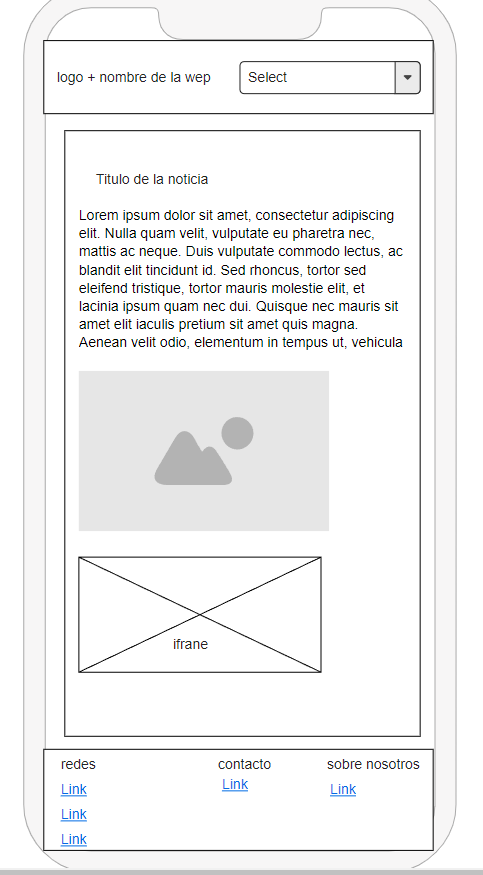 logo + nombre de la wep
Select
Titulo de la noticia
Lorem ipsum dolor sit amet, consectetur adipiscing
elit. Nulla quam velit, vulputate eu pharetra nec,
mattis ac neque. Duis vulputate commodo lectus, ac
blandit elit tincidunt id. Sed rhoncus, tortor sed
eleifend tristique, tortor mauris molestie elit, et
lacinia ipsum quam nec dui. Quisque nec mauris sit
amet elit iaculis pretium sit amet quis magna.
Aenean velit odio, elementum in tempus ut, vehicula
ifrane
redes
Link
Link
Link
contacto
Link
sobre nosotros
Link